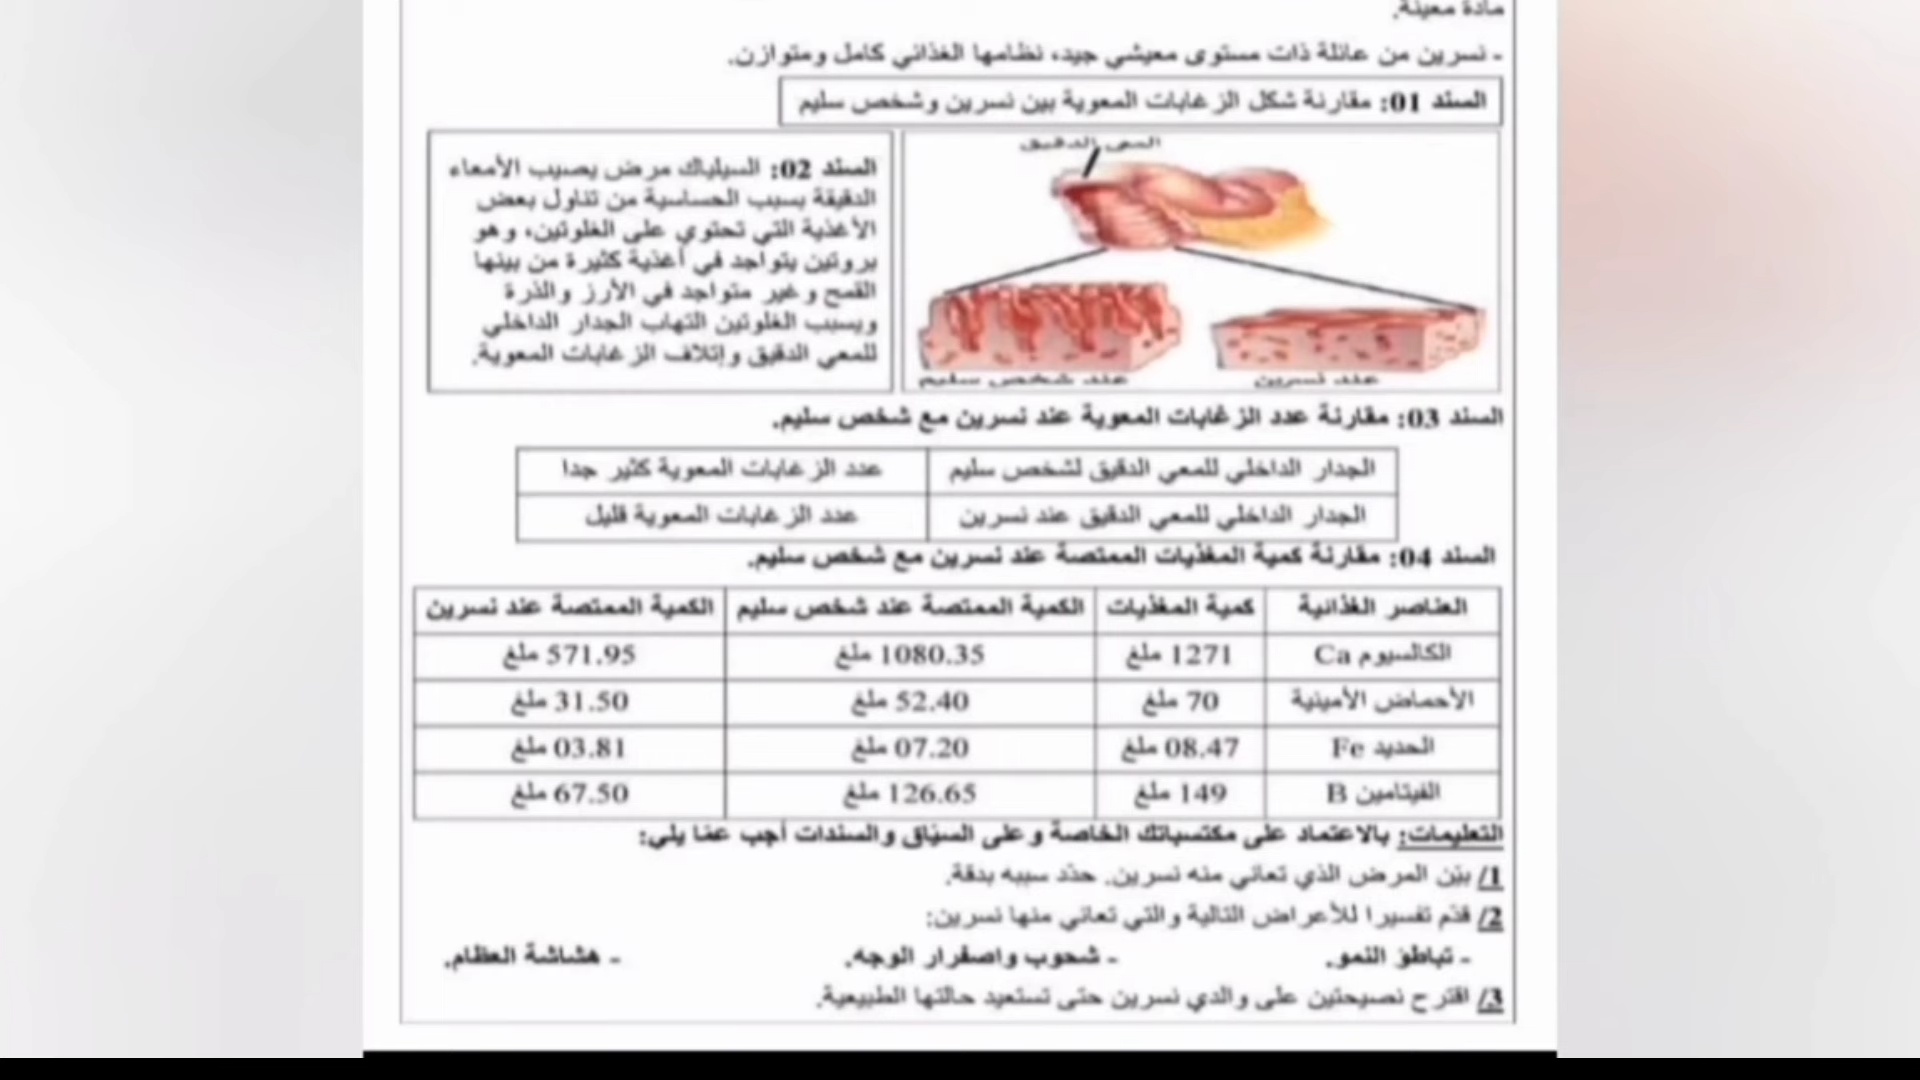 مادة معينة.
- نسرين من عائلة ذات مستوى معيشي جيد، نظامها الغذائي كامل ومتوازن.
السند 01: مقارنة شكل الزغابات المعوية بين نسرين وشخص سليم
المعي الدقيق
عند نسرين
عند شخص سليم
السند 02: السيلياك مرض يصيب الأمعاء
الدقيقة بسبب الحساسية من تناول بعض
الأغذية التي تحتوي على الغلوتين، وهو
بروتين يتواجد في أغذية كثيرة من بينها
القمح وغير متواجد في الأرز والذرة
ويسبب الغلوتين التهاب الجدار الداخلي
للمعي الدقيق وإتلاف الزغابات المعوية.
السند 03: مقارنة عدد الزغابات المعوية عند نسرين مع شخص سليم.
الجدار الداخلي للمعي الدقيق لشخص سليم عدد الزغابات المعوية كثير جدا
الجدار الداخلي للمعي الدقيق عند نسرين عدد الزغابات المعوية قليل
السند 04: مقارنة كمية المغذيات الممتصة عند نسرين مع شخص سليم.
العناصر الغذائية كمية المغذيات الكمية الممتصة عند شخص سليم الكمية الممتصة عند نسرين
الكالسيوم Ca 1271 ملغ 1080.35 ملغ 571.95 ملغ
الأحماض الأمينية 70 ملغ 52.40 ملغ 31.50 ملغ
الحديد Fe 08.47 ملغ 07.20 ملغ 03.81 ملغ
الفيتامين B 149 ملغ 126.65 ملغ 67.50 ملغ
التعليمات: بالاعتماد على مكتسباتك الخاصة وعلى السياق والسندات أجب عما يلي:
1/ بيّن المرض الذي تعاني منه نسرين. حدّد سببه بدقة.
2/ قدّم تفسيرا للأعراض التالية والتي تعاني منها نسرين:
- تباطؤ النمو. - شحوب واصفرار الوجه. - هشاشة العظام.
3/ اقترح نصيحتين على والدي نسرين حتى تستعيد حالتها الطبيعية.